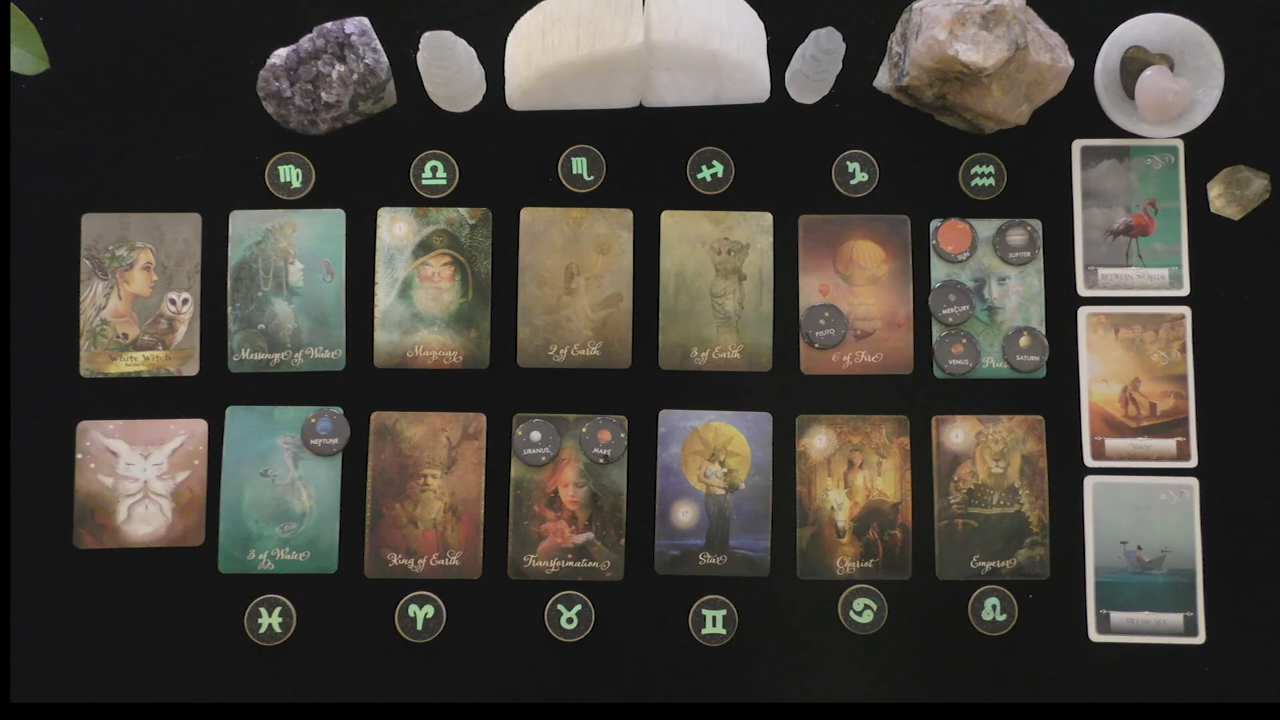 SUN
JUPITER
BETWEEN WORLDS
MERCURY
PLUTO
White Witch
Messenger of Water
Magician
2 of Earth
3 of Earth
6 of Fire
VENUS
SATURN
NEPTUNE
URANUS
MARS
3 of Water
King of Earth
Transformation
Star
Chariot
Emperor